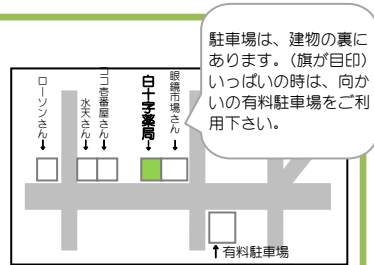 駐車場は、建物の裏に
あります。（旗が目印）
いっぱいの時は、向か
いの有料駐車場をご利
用下さい。
ローソンさん→
水天さん→
ココ壱番屋さん→
白十字薬局→
眼鏡市場さん→
↑有料駐車場